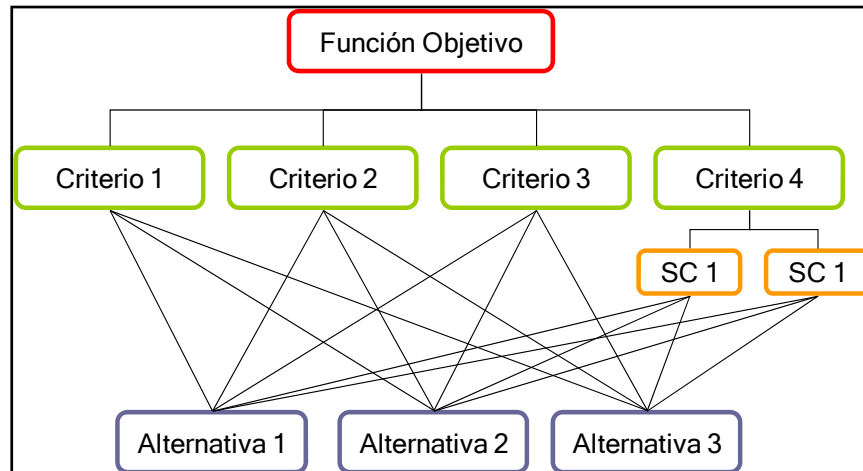 Función Objetivo
Criterio 1
Criterio 2
Criterio 3
Criterio 4
SC 1
SC 1
Alternativa 1
Alternativa 2
Alternativa 3